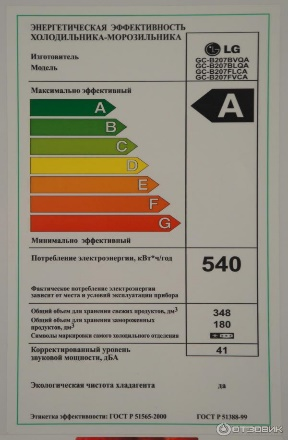 ЭНЕРГЕТИЧЕСКАЯ ЭФФЕКТИВНОСТЬ
ХОЛОДИЛЬНИКА-МОРОЗИЛЬНИКА
Изготовитель
LG
Модель
GC-B207BVQA
GC-B207BLQA
GC-B207FLCA
GC-B207FVCA
Максимально эффективный
A
A
B
C
D
E
F
G
Минимально эффективный
Потребление электроэнергии, кВт*ч/год
540
Фактическое потребление электроэнергии
зависит от места и условий эксплуатации прибора
Общий объем для хранения свежих продуктов, дм³
348
Общий объем для хранения замороженных
продуктов, дм³
180
Символы маркировки самого холодильного отделения
Корректированный уровень
звуковой мощности, дБА
41
Экологическая чистота хладагента
да
Этикетка эффективности: ГОСТ Р 51565-2000
ГОСТ Р 51388-99
ОТЗОВИК